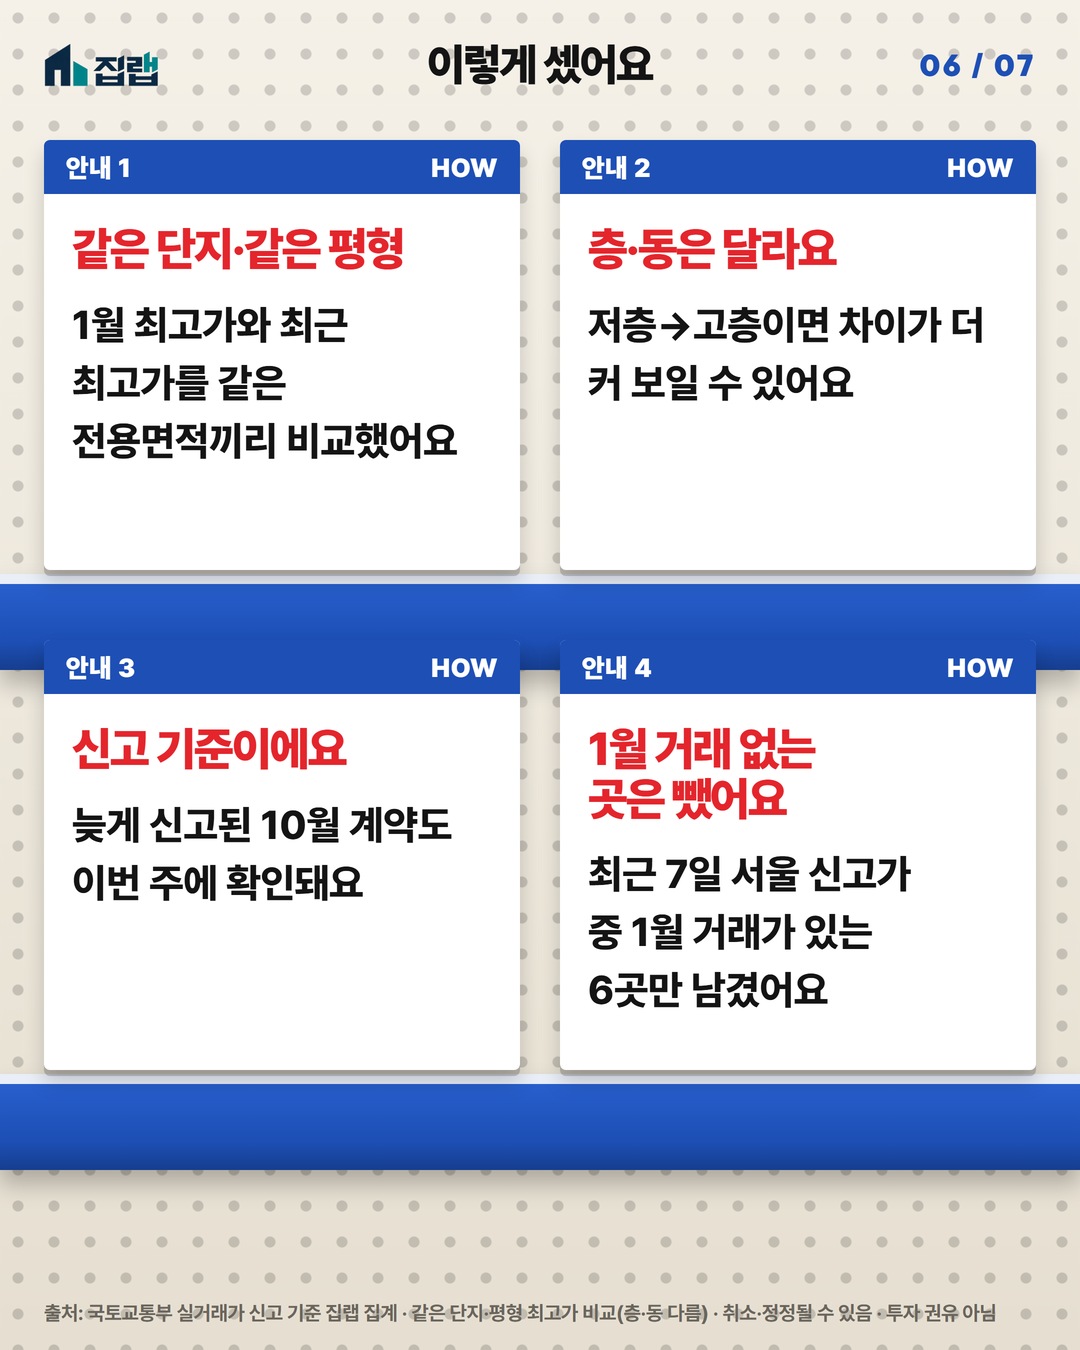 집랩
이렇게 셌어요
06 / 07
안내 1 HOW
같은 단지·같은 평형
1월 최고가와 최근
최고가를 같은
전용면적끼리 비교했어요
안내 2 HOW
층·동은 달라요
저층→고층이면 차이가 더
커 보일 수 있어요
안내 3 HOW
신고 기준이에요
늦게 신고된 10월 계약도
이번 주에 확인돼요
안내 4 HOW
1월 거래 없는
곳은 뺐어요
최근 7일 서울 신고가
중 1월 거래가 있는
6곳만 남겼어요
출처: 국토교통부 실거래가 신고 기준 집랩 집계 · 같은 단지·평형 최고가 비교(층·동 다름) · 취소·정정될 수 있음 · 투자 권유 아님